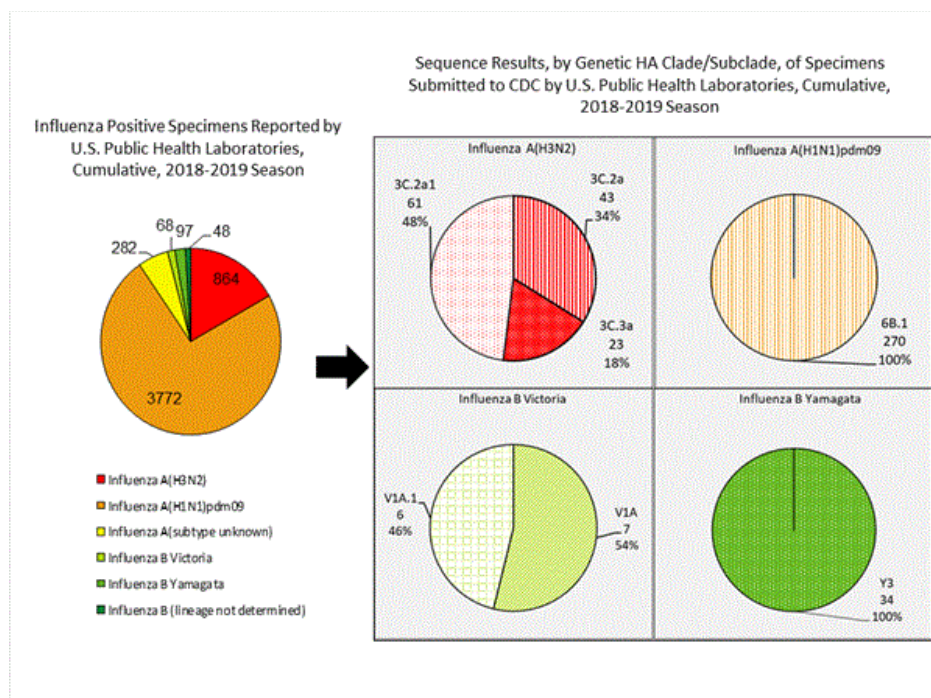 Influenza Positive Specimens Reported by
U.S. Public Health Laboratories,
Cumulative, 2018-2019 Season
282
68
97
48
864
3772
Influenza A(H3N2)
Influenza A(H1N1)pdm09
Influenza A(subtype unknown)
Influenza B Victoria
Influenza B Yamagata
Influenza B (lineage not determined)
Sequence Results, by Genetic HA Clade/Subclade, of Specimens
Submitted to CDC by U.S. Public Health Laboratories, Cumulative,
2018-2019 Season
Influenza A(H3N2)
3C.2a1
61
48%
3C.2a
43
34%
3C.3a
23
18%
Influenza A(H1N1)pdm09
6B.1
270
100%
Influenza B Victoria
V1A.1
6
46%
V1A
7
54%
Influenza B Yamagata
Y3
34
100%